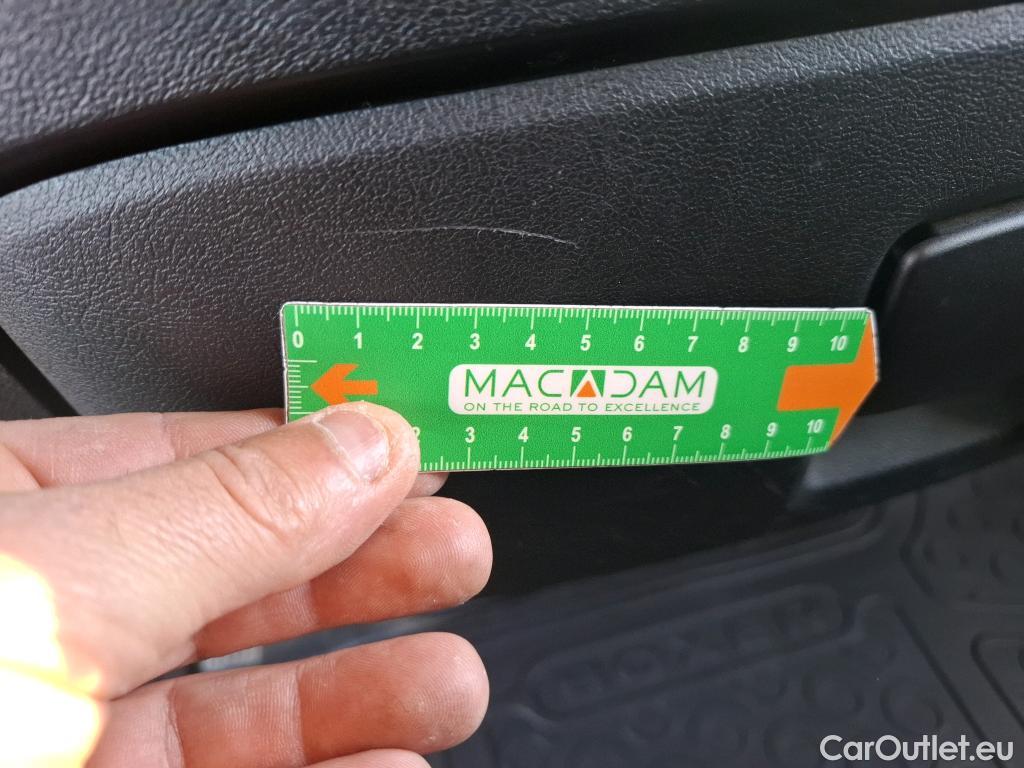 0 1 2 3 4 5 6 7 8 9 10
MACADAM
ON THE ROAD TO EXCELLENCE
2 3 4 5 6 7 8 9 10
CarOutlet.eu